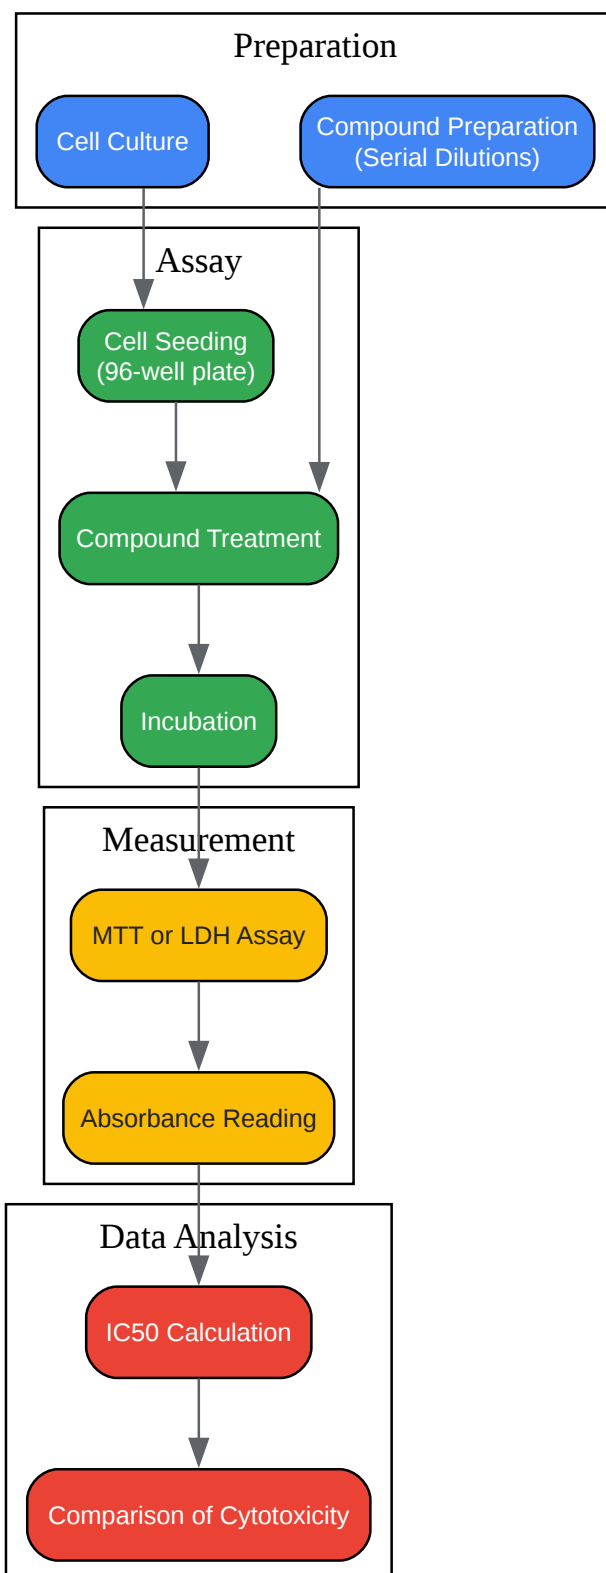 Preparation
Cell Culture
Compound Preparation
(Serial Dilutions)
Assay
Cell Seeding
(96-well plate)
Compound Treatment
Incubation
Measurement
MTT or LDH Assay
Absorbance Reading
Data Analysis
IC50 Calculation
Comparison of Cytotoxicity